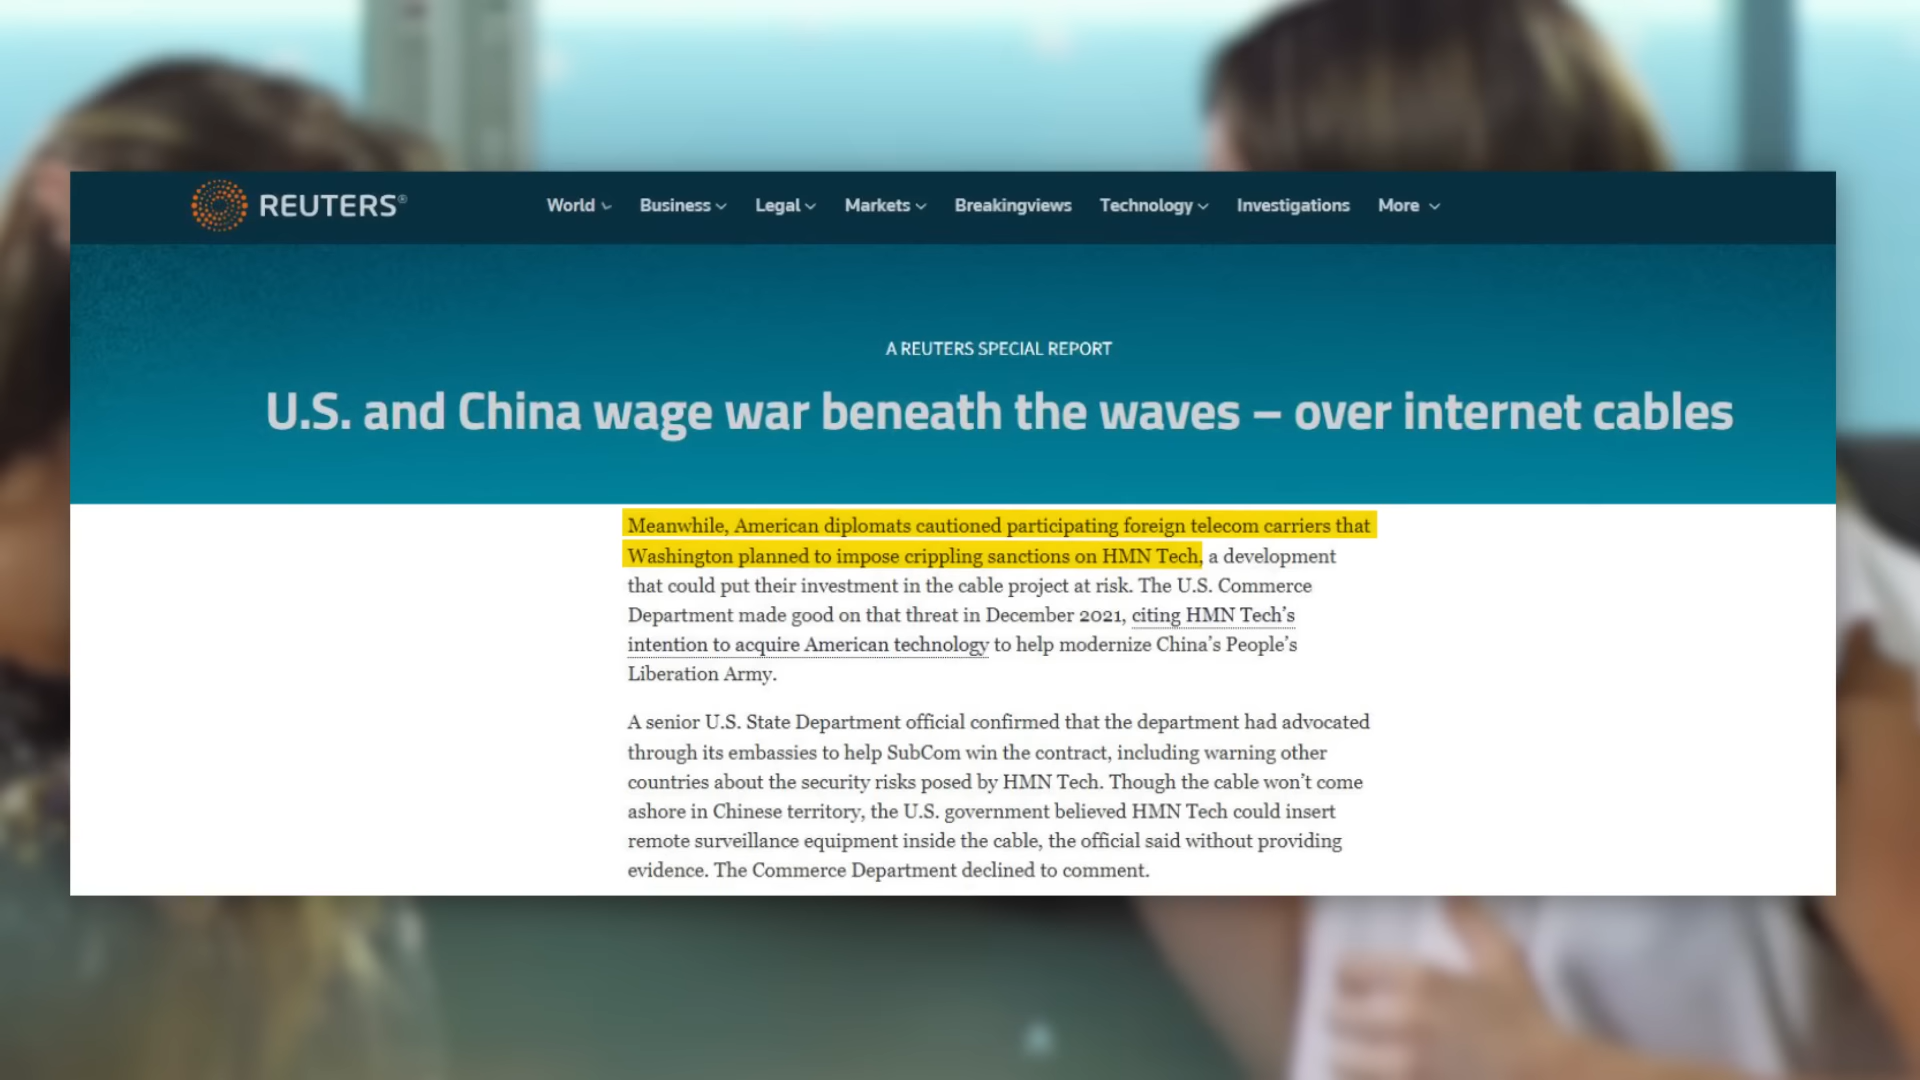 REUTERS®
World Business Legal Markets Breakingviews Technology Investigations More
A REUTERS SPECIAL REPORT
U.S. and China wage war beneath the waves – over internet cables
Meanwhile, American diplomats cautioned participating foreign telecom carriers that
Washington planned to impose crippling sanctions on HMN Tech, a development
that could put their investment in the cable project at risk. The U.S. Commerce
Department made good on that threat in December 2021, citing HMN Tech’s
intention to acquire American technology to help modernize China’s People’s
Liberation Army.
A senior U.S. State Department official confirmed that the department had advocated
through its embassies to help SubCom win the contract, including warning other
countries about the security risks posed by HMN Tech. Though the cable won’t come
ashore in Chinese territory, the U.S. government believed HMN Tech could insert
remote surveillance equipment inside the cable, the official said without providing
evidence. The Commerce Department declined to comment.